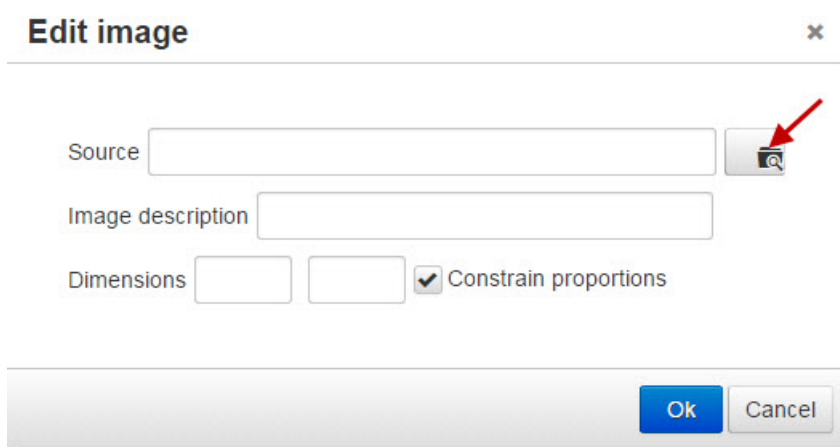 Edit image
Source
Image description
Dimensions Constrain proportions
Ok Cancel